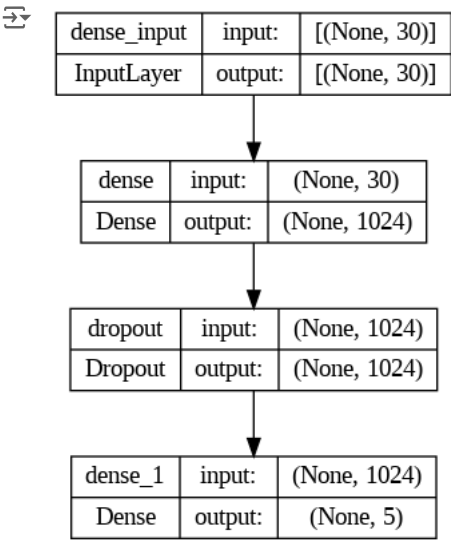 dense_input input: [(None, 30)]
InputLayer output: [(None, 30)]
dense input: (None, 30)
Dense output: (None, 1024)
dropout input: (None, 1024)
Dropout output: (None, 1024)
dense_1 input: (None, 1024)
Dense output: (None, 5)